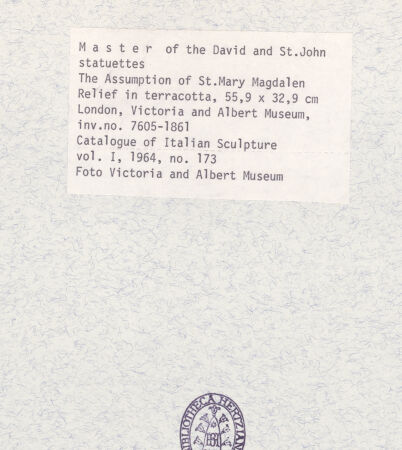 M a s t e r of the David and St.John
statuettes
The Assumption of St.Mary Magdalen
Relief in terracotta, 55,9 x 32,9 cm
London, Victoria and Albert Museum,
inv.no. 7605-1861
Catalogue of Italian Sculpture
vol. I, 1964, no. 173
Foto Victoria and Albert Museum
BIBLIOTHECA HERTZIAN